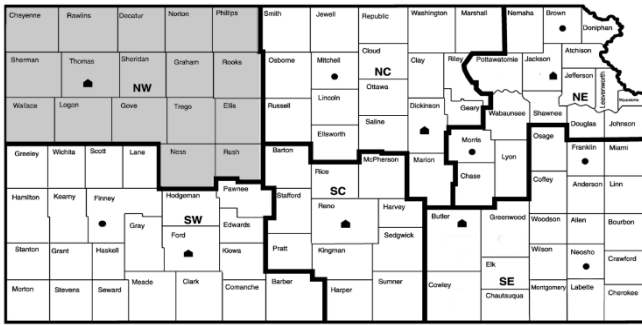 Cheyenne Rawlins Decatur Norton Phillips Smith Jewell Republic Washington Marshall Nemaha Brown Doniphan
Sherman Thomas Sheridan Graham Rooks Osborne Mitchell Cloud Clay Riley Pottawatomie Jackson Atchison
NW NC NE
Jefferson Leavenworth Wyandotte
Wallace Logan Gove Trego Ellis Russell Lincoln Ottawa Dickinson Geary Wabaunsee Shawnee Douglas Johnson
Ellsworth Saline Morris Osage Franklin Miami
Greeley Wichita Scott Lane Ness Rush Barton McPherson Marion Chase Lyon
Rice
Hamilton Kearny Finney Hodgeman Pawnee Stafford SC Coffey Anderson Linn
Gray SW Edwards Reno Harvey Butler Greenwood Woodson Allen Bourbon
Ford Sedgwick
Stanton Grant Haskell Kiowa Pratt Kingman Elk SE Wilson Neosho Crawford
Morton Stevens Seward Meade Clark Comanche Barber Harper Sumner Cowley Chautauqua Montgomery Labette Cherokee